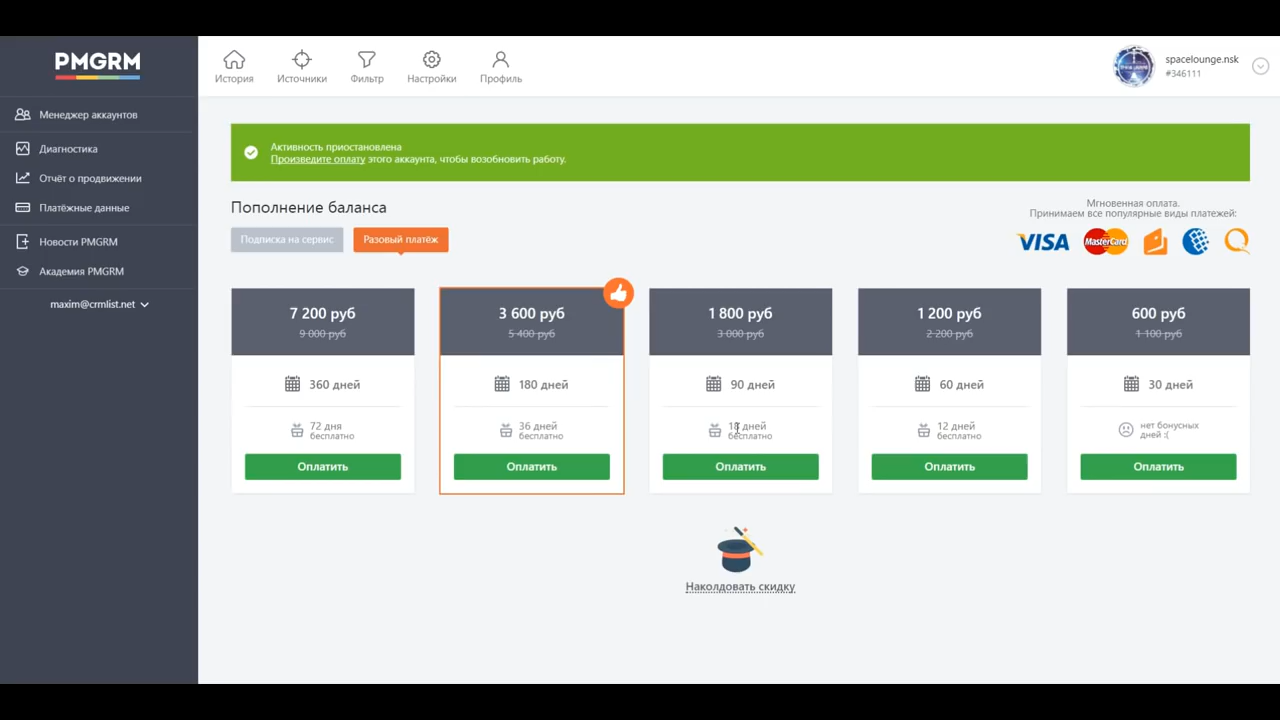 PMGRM
История
Источники
Фильтр
Настройки
Профиль
spacelounge.nsk
#346111
Менеджер аккаунтов
Диагностика
Отчёт о продвижении
Платёжные данные
Новости PMGRM
Академия PMGRM
maxim@crmlist.net
Активность приостановлена
Произведите оплату этого аккаунта, чтобы возобновить работу.
Пополнение баланса
Мгновенная оплата.
Принимаем все популярные виды платежей:
Подписка на сервис
Разовый платёж
VISA
MasterCard
7 200 руб
9 000 руб
360 дней
72 дня
бесплатно
Оплатить
3 600 руб
5 400 руб
180 дней
36 дней
бесплатно
Оплатить
1 800 руб
3 000 руб
90 дней
18 дней
бесплатно
Оплатить
1 200 руб
2 200 руб
60 дней
12 дней
бесплатно
Оплатить
600 руб
1 100 руб
30 дней
нет бонусных
дней :(
Оплатить
Наколдовать скидку